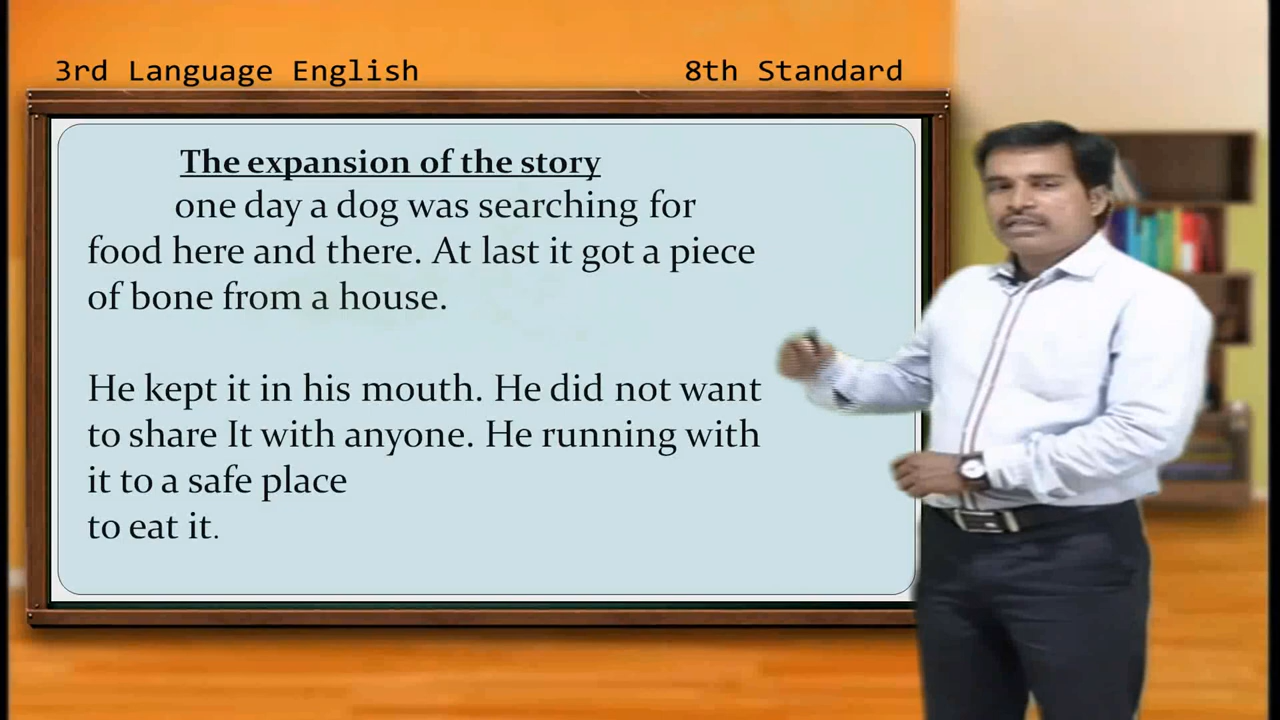 3rd Language English
8th Standard
The expansion of the story
one day a dog was searching for
food here and there. At last it got a piece
of bone from a house.
He kept it in his mouth. He did not want
to share It with anyone. He running with
it to a safe place
to eat it.